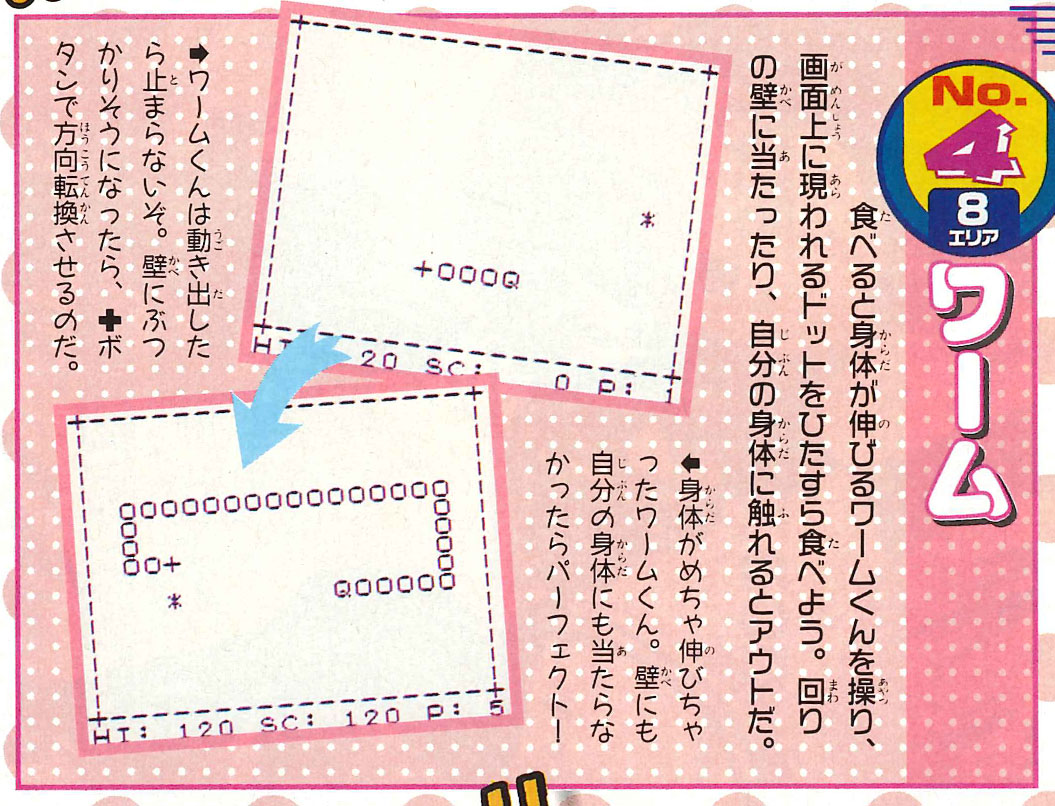 No.
4
8
エリア
ワーム
食べると身体が伸びるワームくんを操り、
画面上に現われるドットをひたすら食べよう。回り
の壁に当たったり、自分の身体に触れるとアウトだ。
➡ワームくんは動き出した
ら止まらないぞ。壁にぶつ
かりそうになったら、✚ボ
タンで方向転換させるのだ。
HI: 20 SC: 0 P: 1
⬅身体がめちゃ伸びちゃ
ったワームくん。壁にも
自分の身体にも当たらな
かったらパーフェクト!
HI: 120 SC: 120 P: 5